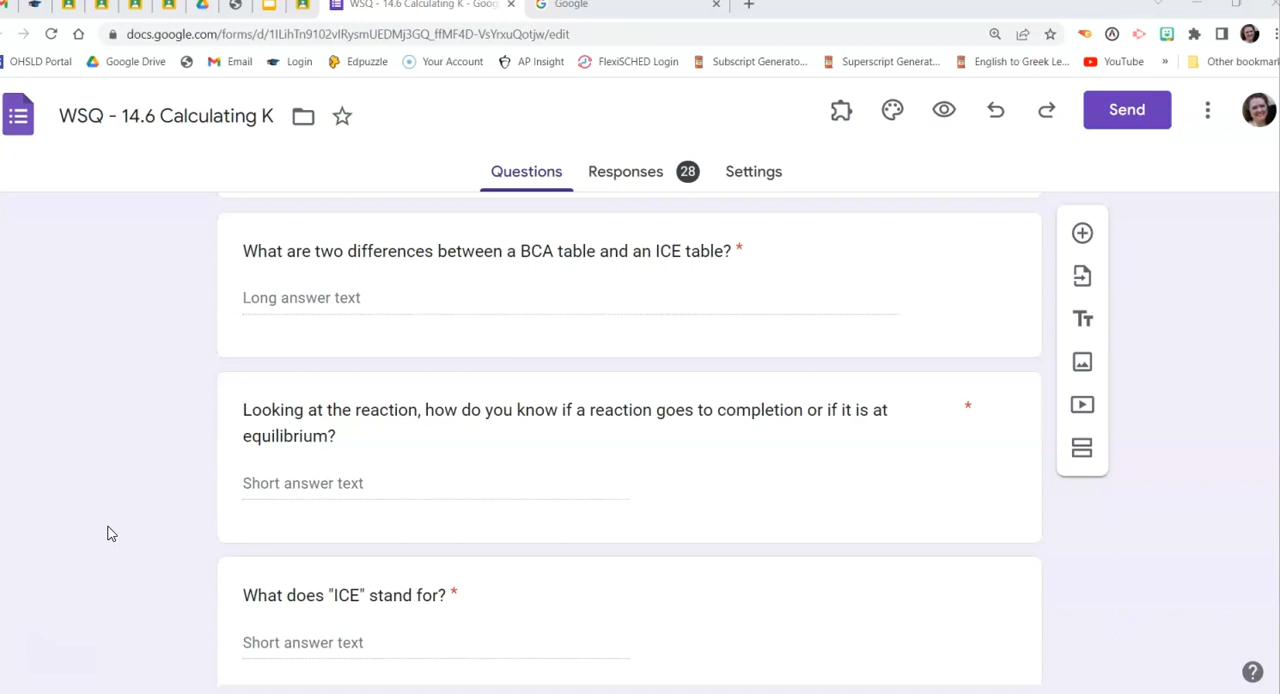 WSQ - 14.6 Calculating K - Goog
Google
docs.google.com/forms/d/1ILihTn9102vIRysmUEDMj3GQ_ffMF4D-VsYrxuQotjw/edit
OHSLD Portal
Google Drive
Email
Login
Edpuzzle
Your Account
AP Insight
FlexiSCHED Login
Subscript Generato...
Superscript Generat...
English to Greek Le...
YouTube
»
Other bookmar
WSQ - 14.6 Calculating K
Send
Questions
Responses 28
Settings
What are two differences between a BCA table and an ICE table? *
Long answer text
Looking at the reaction, how do you know if a reaction goes to completion or if it is at *
equilibrium?
Short answer text
What does "ICE" stand for? *
Short answer text